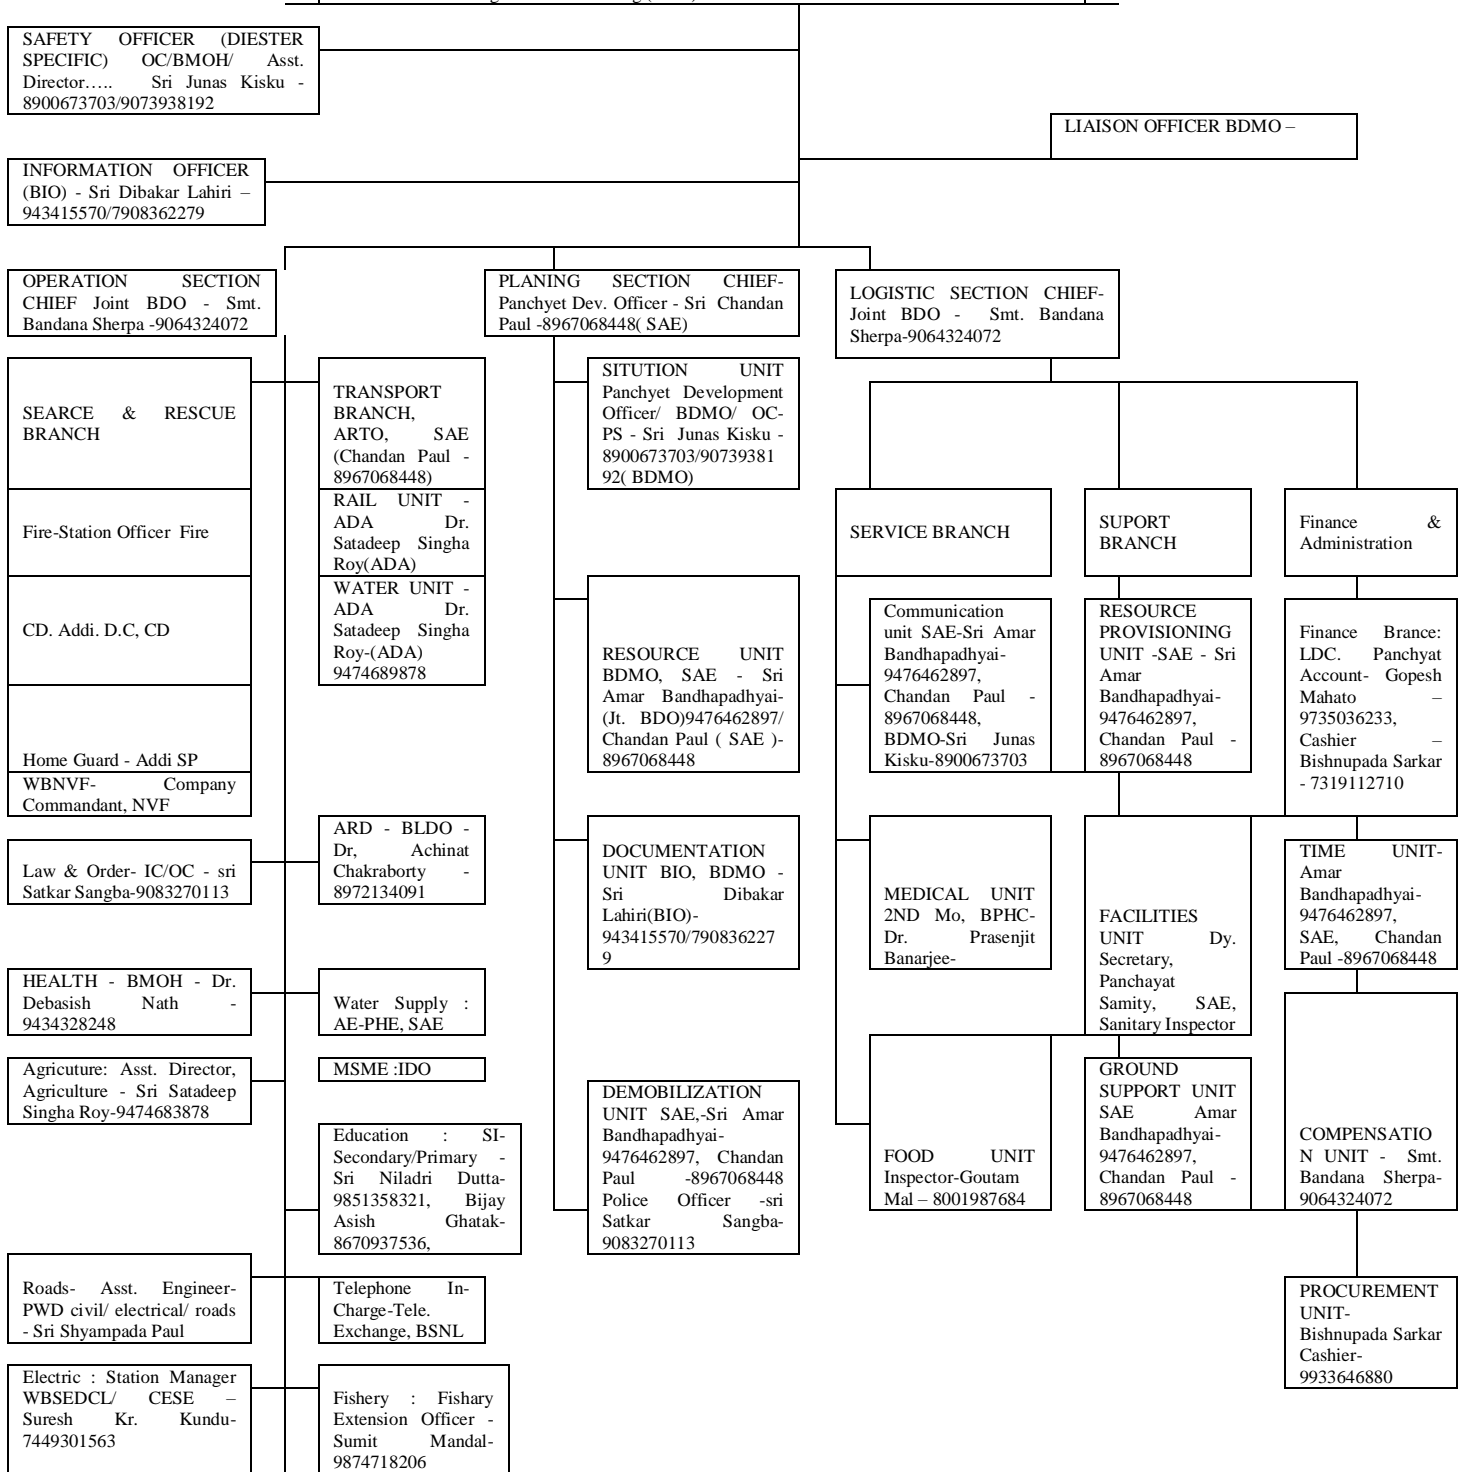 SAFETY OFFICER (DIESTER
SPECIFIC) OC/BMOH/ Asst.
Director….. Sri Junas Kisku -
8900673703/9073938192
LIAISON OFFICER BDMO –
INFORMATION OFFICER
(BIO) - Sri Dibakar Lahiri –
943415570/7908362279
OPERATION SECTION
CHIEF Joint BDO - Smt.
Bandana Sherpa -9064324072
PLANING SECTION CHIEF-
Panchyet Dev. Officer - Sri Chandan
Paul -8967068448( SAE)
LOGISTIC SECTION CHIEF-
Joint BDO - Smt. Bandana
Sherpa-9064324072
SEARCE & RESCUE
BRANCH
Fire-Station Officer Fire
CD. Addi. D.C, CD
Home Guard - Addi SP
WBNVF- Company
Commandant, NVF
Law & Order- IC/OC - sri
Satkar Sangba-9083270113
HEALTH - BMOH - Dr.
Debasish Nath -
9434328248
Agricuture: Asst. Director,
Agriculture - Sri Satadeep
Singha Roy-9474683878
Roads- Asst. Engineer-
PWD civil/ electrical/ roads
- Sri Shyampada Paul
Electric : Station Manager
WBSEDCL/ CESE –
Suresh Kr. Kundu-
7449301563
TRANSPORT
BRANCH,
ARTO, SAE
(Chandan Paul -
8967068448)
RAIL UNIT -
ADA Dr.
Satadeep Singha
Roy(ADA)
WATER UNIT -
ADA Dr.
Satadeep Singha
Roy-(ADA)
9474689878
ARD - BLDO -
Dr, Achinat
Chakraborty -
8972134091
Water Supply :
AE-PHE, SAE
MSME :IDO
Education : SI-
Secondary/Primary -
Sri Niladri Dutta-
9851358321, Bijay
Asish Ghatak-
8670937536,
Telephone In-
Charge-Tele.
Exchange, BSNL
Fishery : Fishary
Extension Officer -
Sumit Mandal-
9874718206
SITUTION UNIT
Panchyet Development
Officer/ BDMO/ OC-
PS - Sri Junas Kisku -
8900673703/90739381
92( BDMO)
RESOURCE UNIT
BDMO, SAE - Sri
Amar Bandhapadhyai-
(Jt. BDO)9476462897/
Chandan Paul ( SAE )-
8967068448
DOCUMENTATION
UNIT BIO, BDMO -
Sri Dibakar
Lahiri(BIO)-
943415570/790836227
9
DEMOBILIZATION
UNIT SAE,-Sri Amar
Bandhapadhyai-
9476462897, Chandan
Paul -8967068448
Police Officer -sri
Satkar Sangba-
9083270113
SERVICE BRANCH
Communication
unit SAE-Sri Amar
Bandhapadhyai-
9476462897,
Chandan Paul -
8967068448,
BDMO-Sri Junas
Kisku-8900673703
MEDICAL UNIT
2ND Mo, BPHC-
Dr. Prasenjit
Banarjee-
FOOD UNIT
Inspector-Goutam
Mal – 8001987684
SUPORT
BRANCH
RESOURCE
PROVISIONING
UNIT -SAE - Sri
Amar
Bandhapadhyai-
9476462897,
Chandan Paul -
8967068448
FACILITIES
UNIT Dy.
Secretary,
Panchayat
Samity, SAE,
Sanitary Inspector
GROUND
SUPPORT UNIT
SAE Amar
Bandhapadhyai-
9476462897,
Chandan Paul -
8967068448
Finance &
Administration
Finance Brance:
LDC. Panchyat
Account- Gopesh
Mahato –
9735036233,
Cashier –
Bishnupada Sarkar
- 7319112710
TIME UNIT-
Amar
Bandhapadhyai-
9476462897,
SAE, Chandan
Paul -8967068448
COMPENSATIO
N UNIT - Smt.
Bandana Sherpa-
9064324072
PROCUREMENT
UNIT-
Bishnupada Sarkar
Cashier-
9933646880